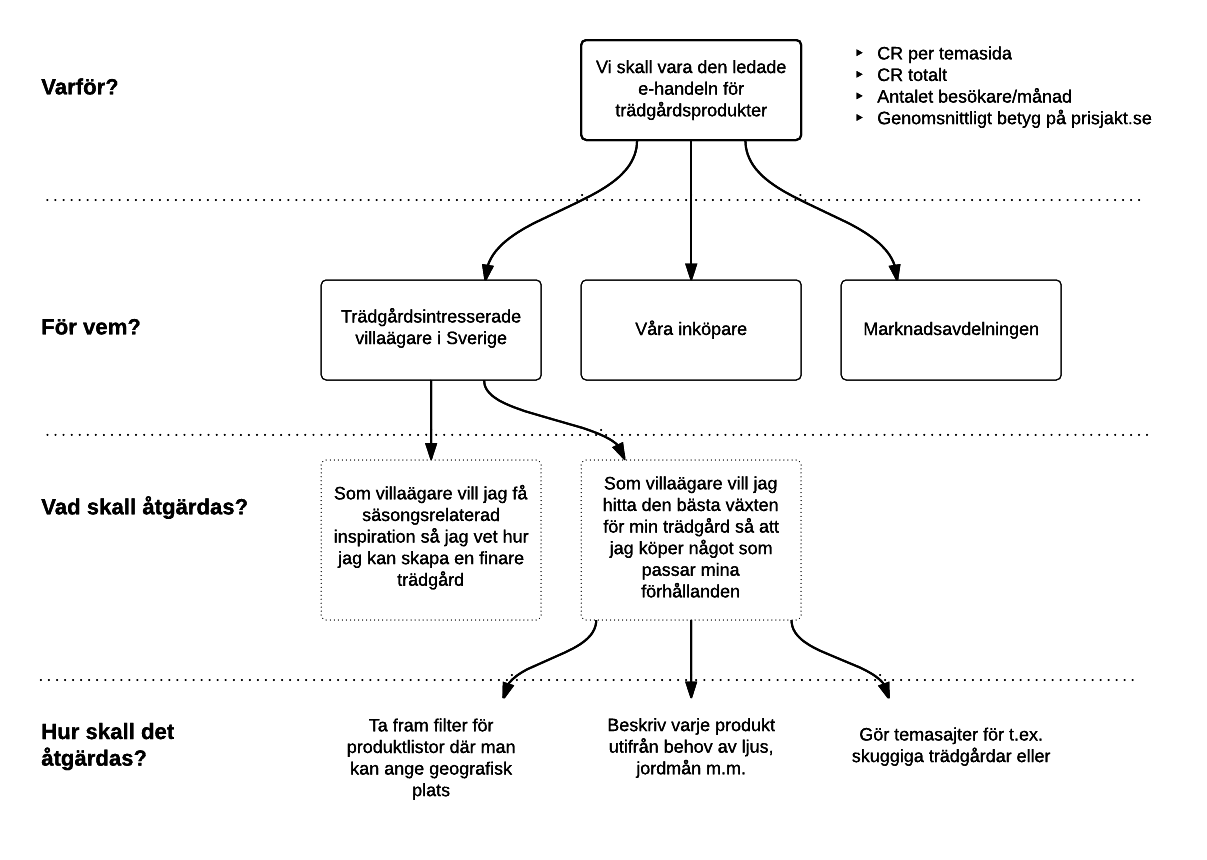 Varför?
Vi skall vara den ledade
e-handeln för
trädgårdsprodukter
‣ CR per temasida
‣ CR totalt
‣ Antalet besökare/månad
‣ Genomsnittligt betyg på prisjakt.se
För vem?
Trädgårdsintresserade
villaägare i Sverige
Våra inköpare
Marknadsavdelningen
Vad skall åtgärdas?
Som villaägare vill jag få
säsongsrelaterad
inspiration så jag vet hur
jag kan skapa en finare
trädgård
Som villaägare vill jag
hitta den bästa växten
för min trädgård så att
jag köper något som
passar mina
förhållanden
Hur skall det
åtgärdas?
Ta fram filter för
produktlistor där man
kan ange geografisk
plats
Beskriv varje produkt
utifrån behov av ljus,
jordmån m.m.
Gör temasajter för t.ex.
skuggiga trädgårdar eller